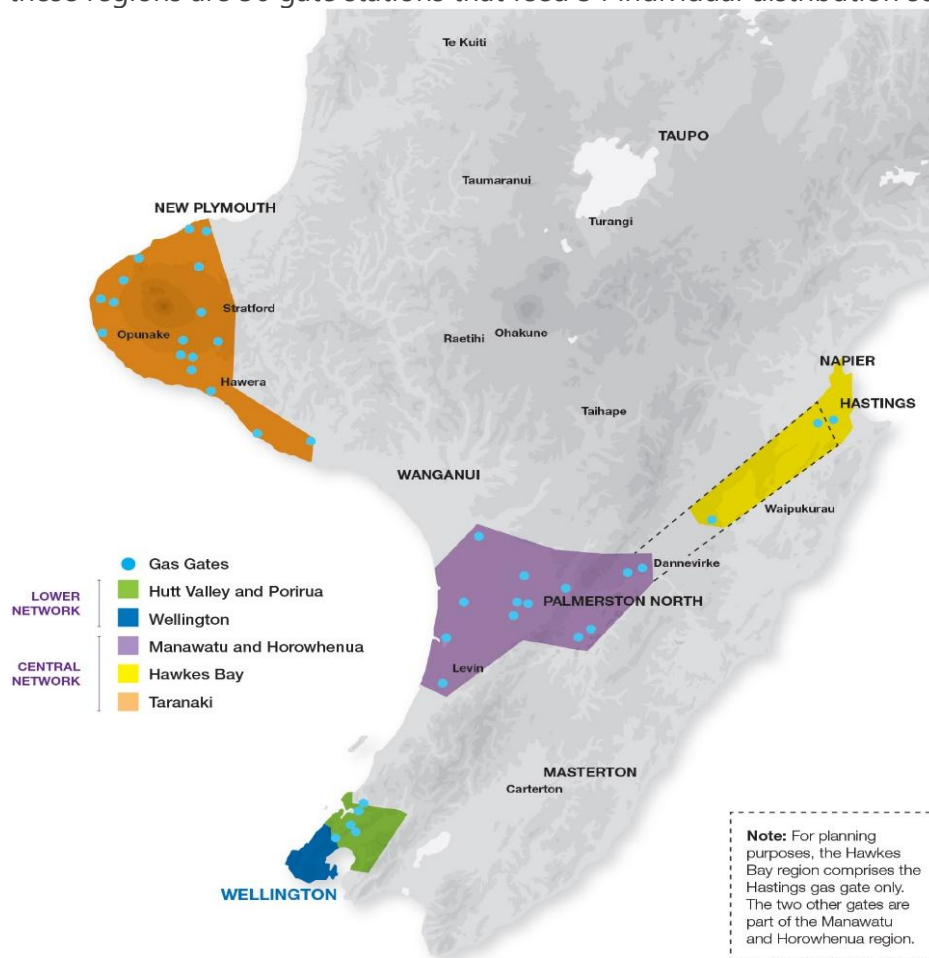 Te Kuiti
TAUPO
Taumaranui
NEW PLYMOUTH
Turangi
Stratford
Opunake
Raetihi
Ohakune
NAPIER
Hawera
HASTINGS
Taihape
WANGANUI
Waipukurau
Gas Gates
Dannevirke
LOWER
NETWORK
Hutt Valley and Porirua
Wellington
PALMERSTON NORTH
CENTRAL
NETWORK
Manawatu and Horowhenua
Hawkes Bay
Taranaki
Levin
MASTERTON
Carterton
WELLINGTON
Note: For planning
purposes, the Hawkes
Bay region comprises the
Hastings gas gate only.
The two other gates are
part of the Manawatu
and Horowhenua region.